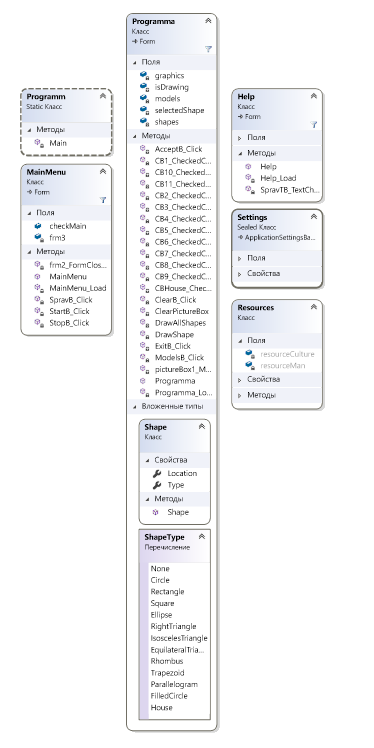 Programm
Static Класс
Методы
Main
MainMenu
Класс
Form
Поля
checkMain
frm3
Методы
frm2_FormClos...
MainMenu
MainMenu_Load
SpravB_Click
StartB_Click
StopB_Click
Programma
Класс
Form
Поля
graphics
isDrawing
models
selectedShape
shapes
Методы
AcceptB_Click
CB1_CheckedC...
CB10_Checked...
CB11_Checked...
CB2_CheckedC...
CB3_CheckedC...
CB4_CheckedC...
CB5_CheckedC...
CB6_CheckedC...
CB7_CheckedC...
CB8_CheckedC...
CB9_CheckedC...
CBHouse_Chec...
ClearB_Click
ClearPictureBox
DrawAllShapes
DrawShape
ExitB_Click
ModelsB_Click
pictureBox1_M...
Programma
Programma_Lo...
Вложенные типы
Shape
Класс
Свойства
Location
Type
Методы
Shape
ShapeType
Перечисление
None
Circle
Rectangle
Square
Ellipse
RightTriangle
IsoscelesTriangle
EquilateralTria...
Rhombus
Trapezoid
Parallelogram
FilledCircle
House
Help
Класс
Form
Поля
Методы
Help
Help_Load
SpravTB_TextCh...
Settings
Sealed Класс
ApplicationSettingsBa...
Поля
Свойства
Resources
Класс
Поля
resourceCulture
resourceMan
Свойства
Методы